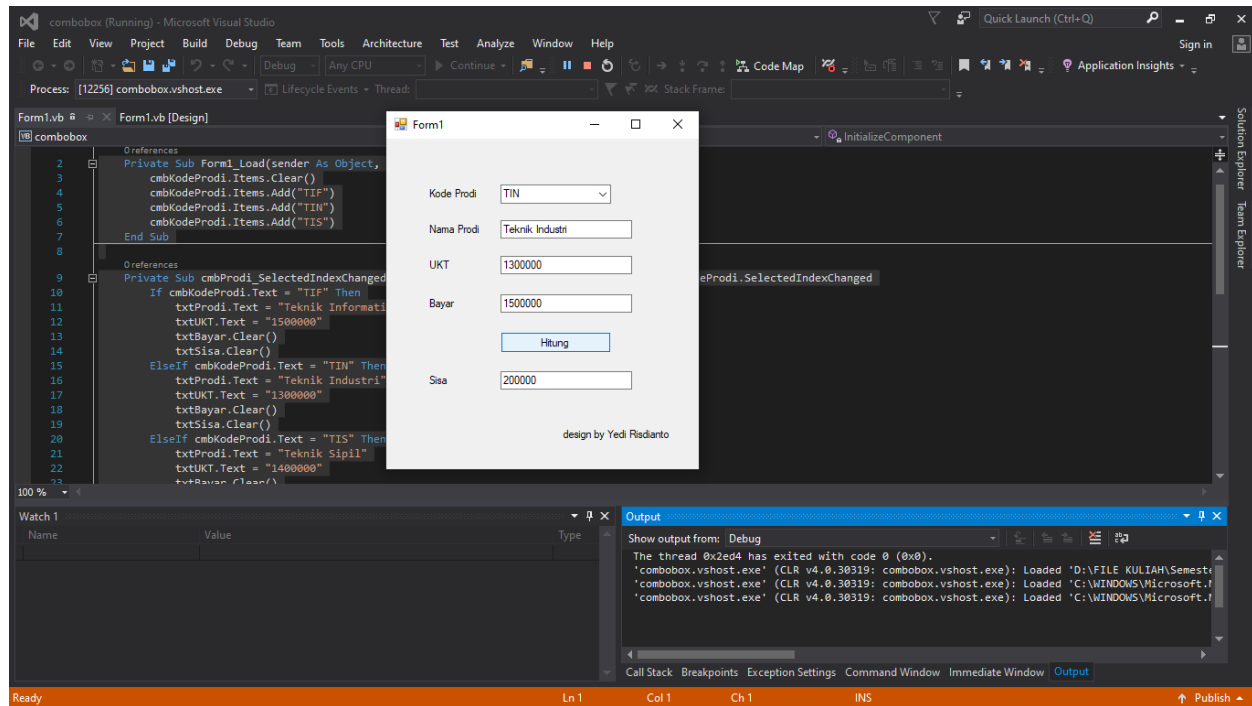 combobox (Running) - Microsoft Visual Studio
Quick Launch (Ctrl+Q)
File Edit View Project Build Debug Team Tools Architecture Test Analyze Window Help
Sign in
Debug Any CPU Continue Code Map Application Insights
Process: [12256] combobox.vshost.exe Lifecycle Events Thread: Stack Frame:
Form1.vb Form1.vb [Design]
VB combobox
InitializeComponent
0 references
2 Private Sub Form1_Load(sender As Object,
3 cmbKodeProdi.Items.Clear()
4 cmbKodeProdi.Items.Add("TIF")
5 cmbKodeProdi.Items.Add("TIN")
6 cmbKodeProdi.Items.Add("TIS")
7 End Sub
8
0 references
9 Private Sub cmbProdi_SelectedIndexChanged
eProdi.SelectedIndexChanged
10 If cmbKodeProdi.Text = "TIF" Then
11 txtProdi.Text = "Teknik Informati
12 txtUKT.Text = "1500000"
13 txtBayar.Clear()
14 txtSisa.Clear()
15 ElseIf cmbKodeProdi.Text = "TIN" Then
16 txtProdi.Text = "Teknik Industri"
17 txtUKT.Text = "1300000"
18 txtBayar.Clear()
19 txtSisa.Clear()
20 ElseIf cmbKodeProdi.Text = "TIS" Then
21 txtProdi.Text = "Teknik Sipil"
22 txtUKT.Text = "1400000"
23 txtBayar.Clear()
100 %
Form1
Kode Prodi TIN
Nama Prodi Teknik Industri
UKT 1300000
Bayar 1500000
Hitung
Sisa 200000
design by Yedi Risdianto
Solution Explorer
Team Explorer
Watch 1
Name Value Type
Output
Show output from: Debug
The thread 0x2ed4 has exited with code 0 (0x0).
'combobox.vshost.exe' (CLR v4.0.30319: combobox.vshost.exe): Loaded 'D:\FILE KULIAH\Semeste
'combobox.vshost.exe' (CLR v4.0.30319: combobox.vshost.exe): Loaded 'C:\WINDOWS\Microsoft.N
'combobox.vshost.exe' (CLR v4.0.30319: combobox.vshost.exe): Loaded 'C:\WINDOWS\Microsoft.N
Call Stack Breakpoints Exception Settings Command Window Immediate Window Output
Ready Ln 1 Col 1 Ch 1 INS Publish